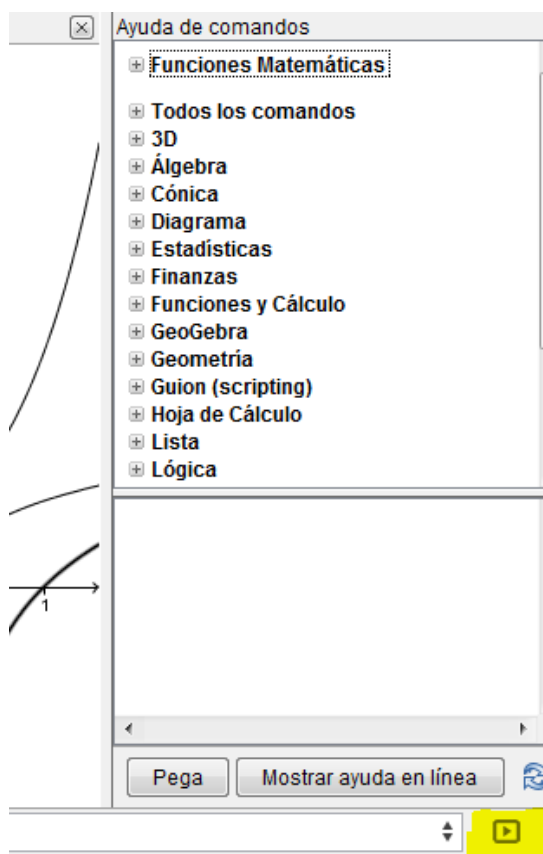 Ayuda de comandos
Funciones Matemáticas
Todos los comandos
3D
Álgebra
Cónica
Diagrama
Estadísticas
Finanzas
Funciones y Cálculo
GeoGebra
Geometría
Guion (scripting)
Hoja de Cálculo
Lista
Lógica
1
Pega
Mostrar ayuda en línea